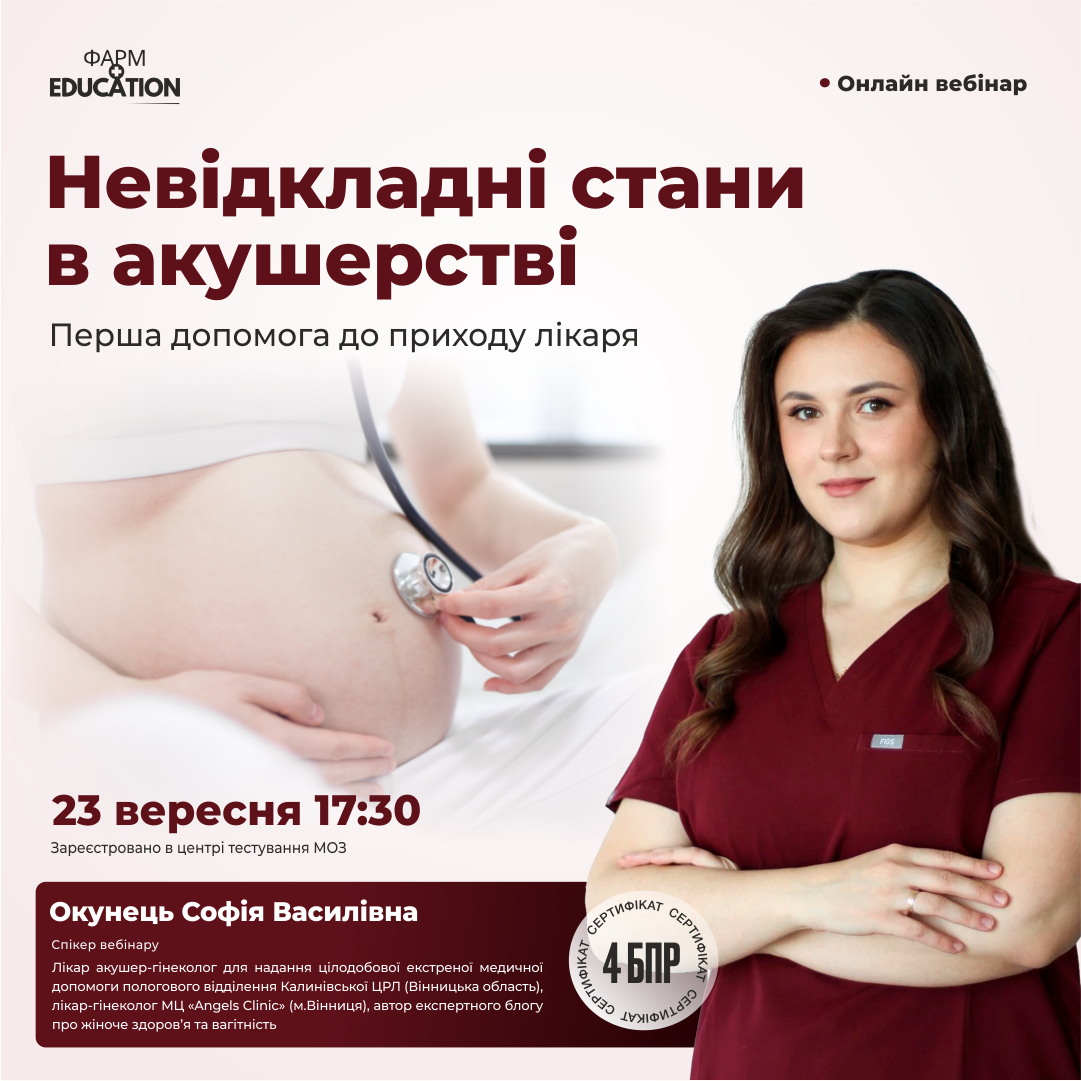 ФАРМ
EDUCATION
Онлайн вебінар
Невідкладні стани
в акушерстві
Перша допомога до приходу лікаря
FIGS
23 вересня 17:30
Зареєстровано в центрі тестування МОЗ
Окунець Софія Василівна
Спікер вебінару
Лікар акушер-гінеколог для надання цілодобової екстреної медичної
допомоги пологового відділення Калинівської ЦРЛ (Вінницька область),
лікар-гінеколог МЦ «Angels Clinic» (м.Вінниця), автор експертного блогу
про жіноче здоров’я та вагітність
СЕРТИФІКАТ СЕРТИФІКАТ СЕРТИФІКАТ СЕРТИФІКАТ
4 БПР